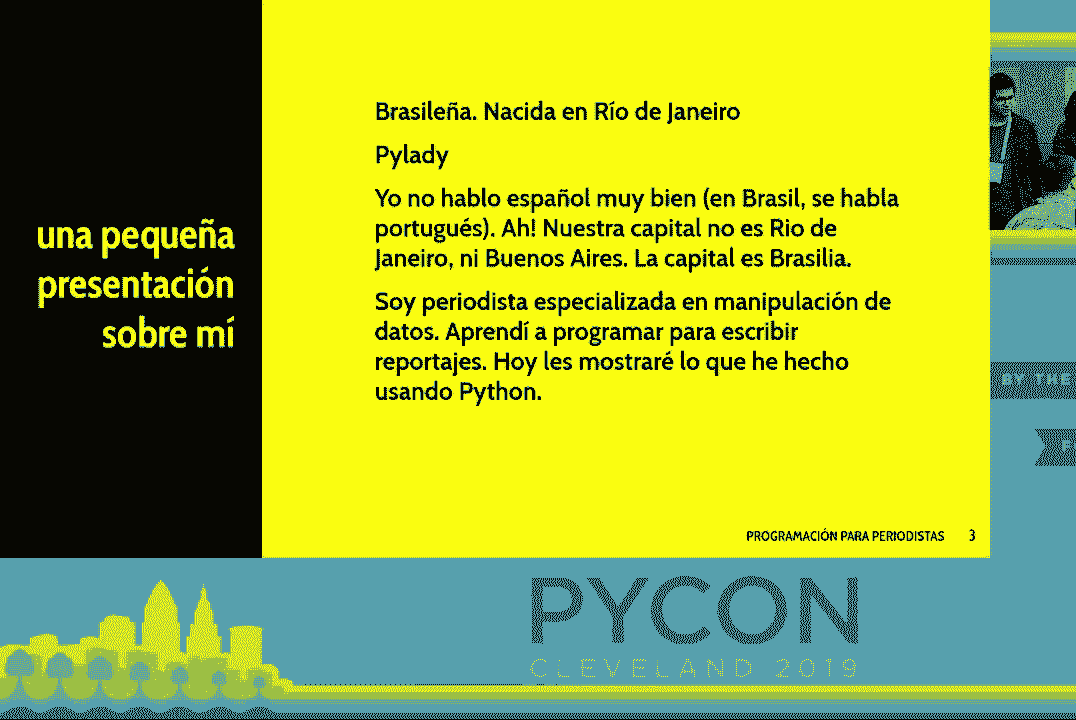 una pequeña
presentación
sobre mí
Brasileña. Nacida en Río de Janeiro
Pylady
Yo no hablo español muy bien (en Brasil, se habla
portugués). Ah! Nuestra capital no es Rio de
Janeiro, ni Buenos Aires. La capital es Brasilia.
Soy periodista especializada en manipulación de
datos. Aprendí a programar para escribir
reportajes. Hoy les mostraré lo que he hecho
usando Python.
PROGRAMACIÓN PARA PERIODISTAS 3
BY THE
PYCON
CLEVELAND 2019